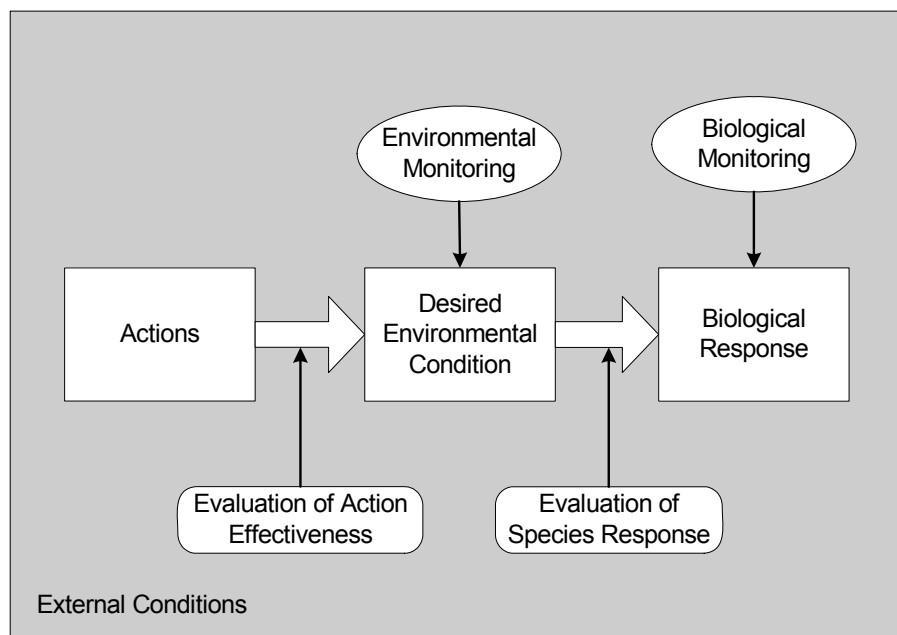 Environmental
Monitoring
Biological
Monitoring
Actions
Desired
Environmental
Condition
Biological
Response
Evaluation of Action
Effectiveness
Evaluation of
Species Response
External Conditions